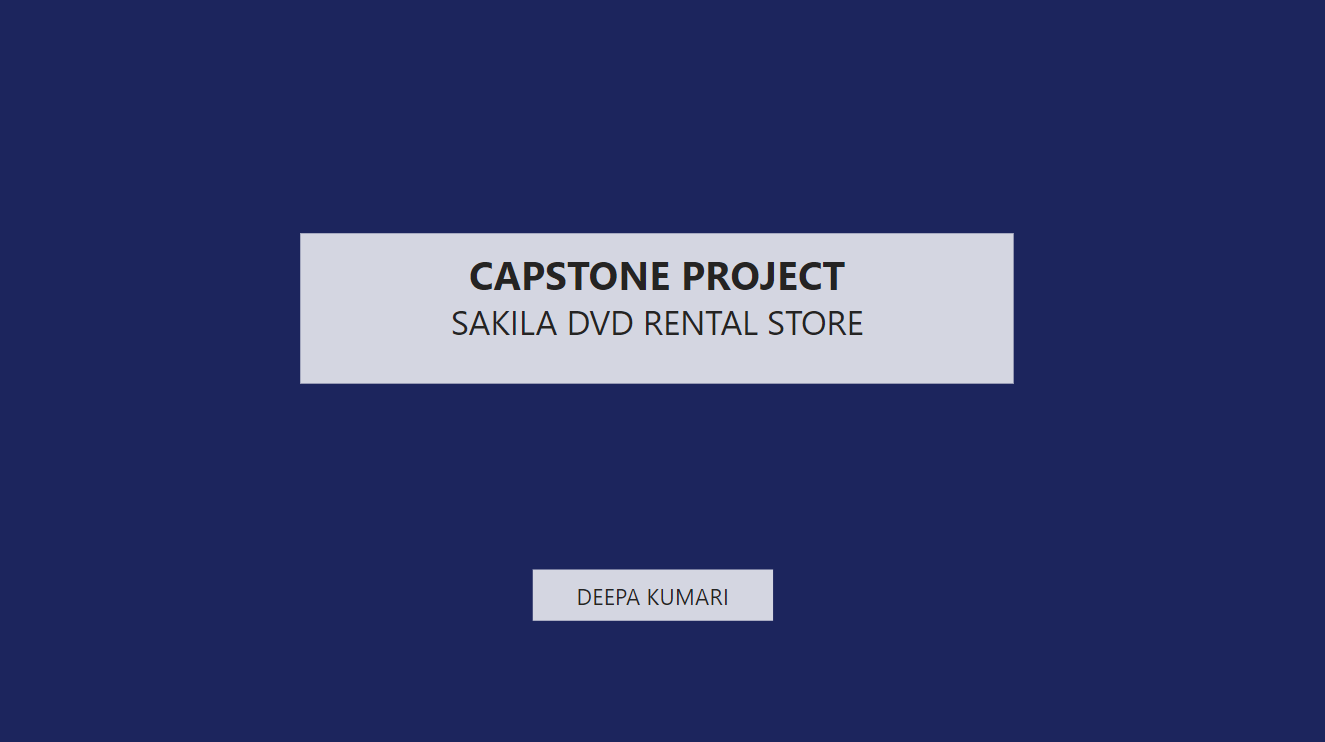 CAPSTONE PROJECT
SAKILA DVD RENTAL STORE
DEEPA KUMARI